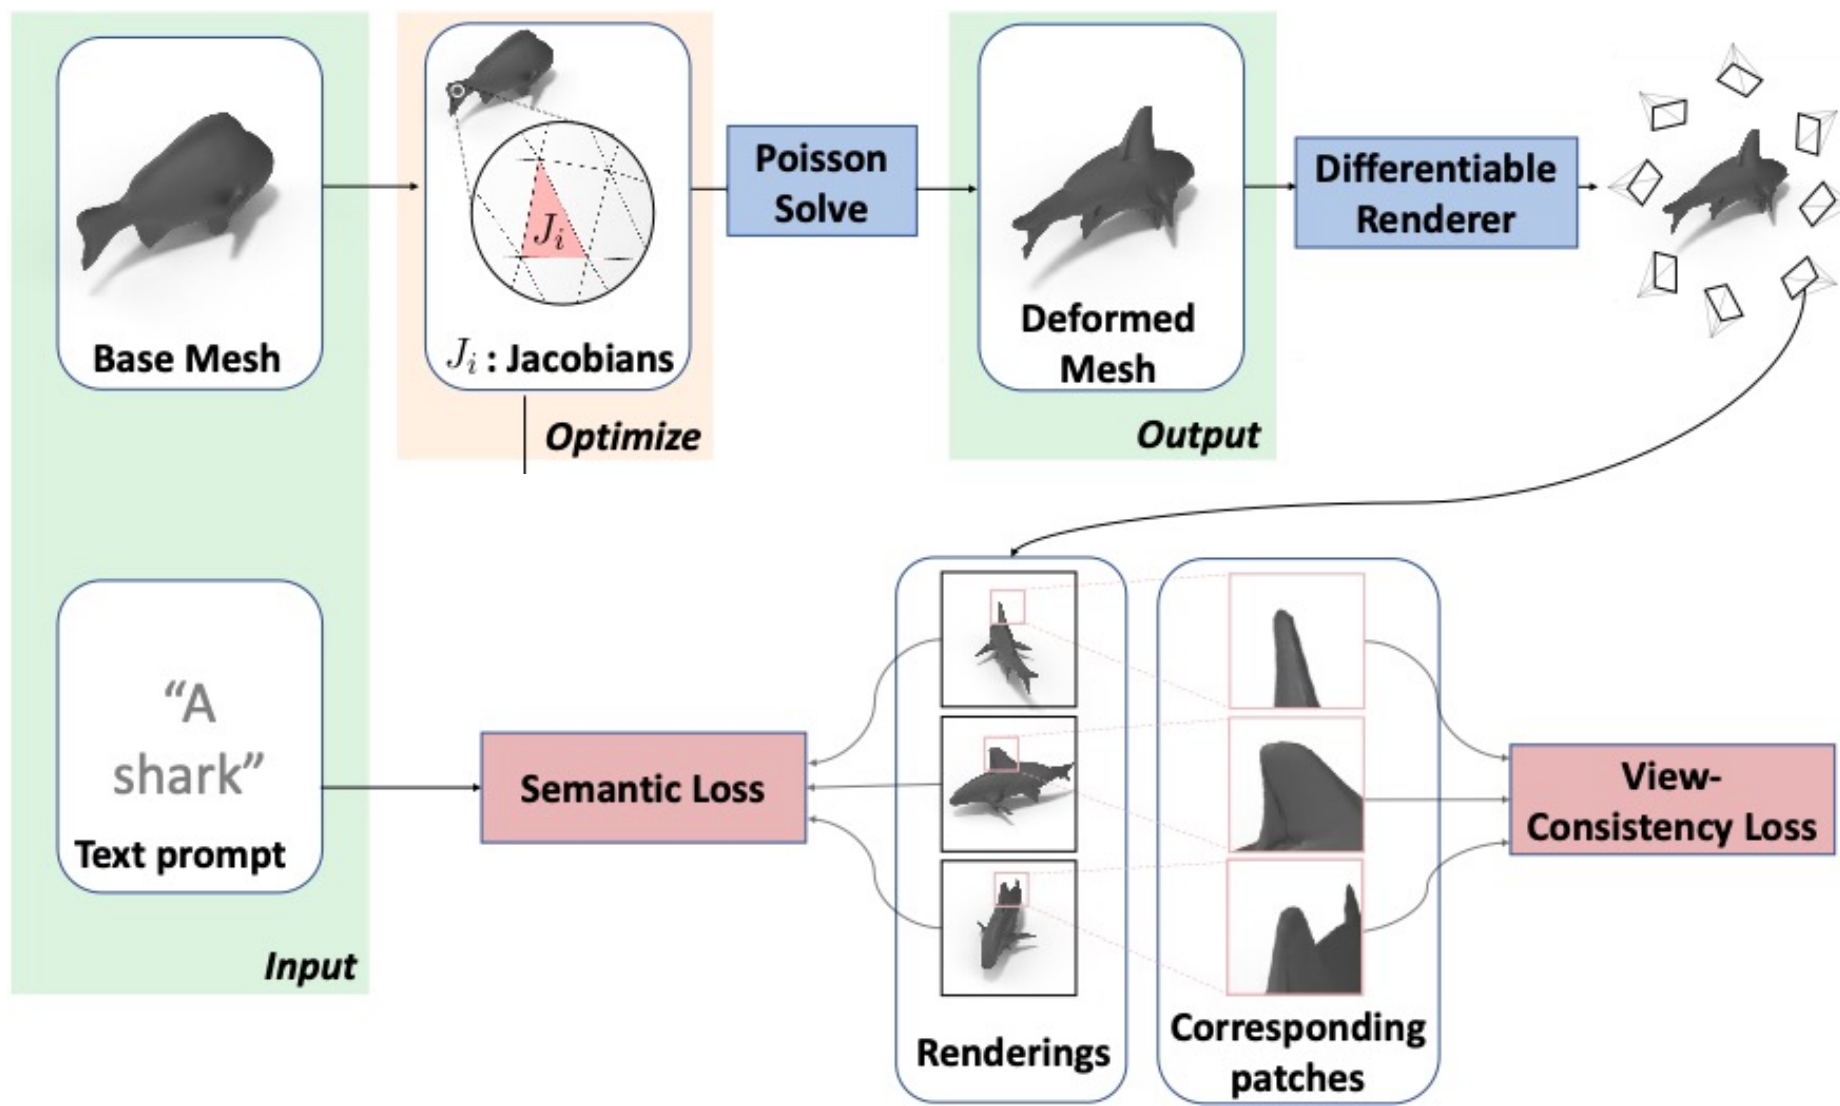 Base Mesh
J_i
J_i : Jacobians
Optimize
Poisson
Solve
Deformed
Mesh
Output
Differentiable
Renderer
“A
shark”
Text prompt
Input
Semantic Loss
Renderings
Corresponding
patches
View-
Consistency Loss